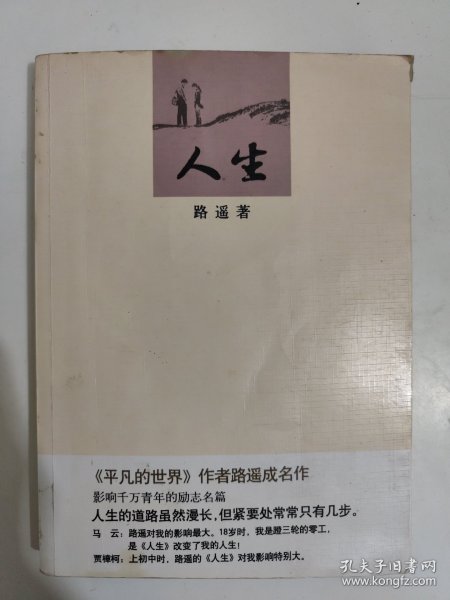 人生
路遥著
《平凡的世界》作者路遥成名作
影响千万青年的励志名篇
人生的道路虽然漫长,但紧要处常常只有几步。
马 云：路遥对我的影响最大。18岁时，我是蹬三轮的零工，
是《人生》改变了我的人生！
贾樟柯：上初中时，路遥的《人生》对我影响特别大。
孔夫子旧书网
book.kongfz.com